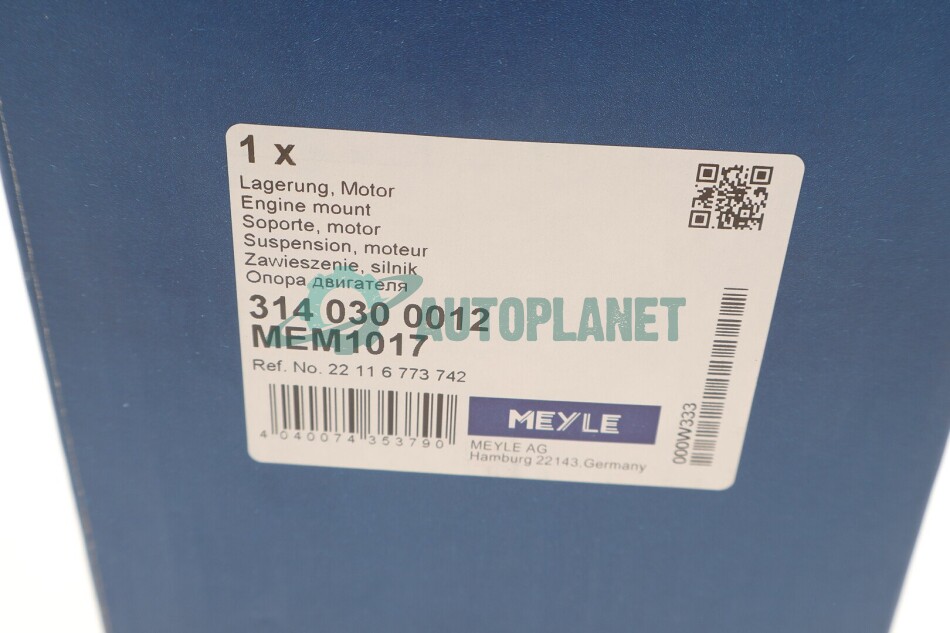 1 x
Lagerung, Motor
Engine mount
Soporte, motor
Suspension, moteur
Zawieszenie, silnik
Опора двигателя
314 030 0012
MEM1017
Ref. No. 22 11 6 773 742
4 040074 353790
MEYLE
MEYLE AG
Hamburg 22143.Germany
000W333
AUTOPLANET